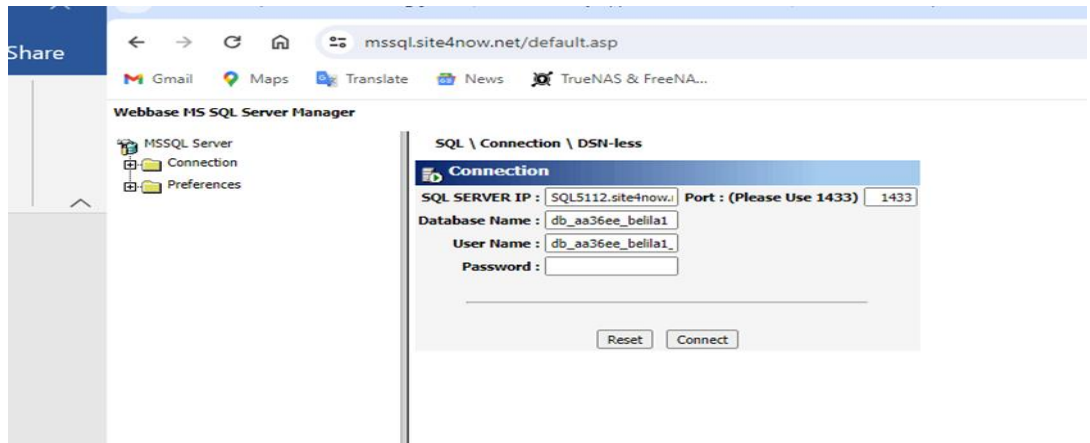 Share
mssql.site4now.net/default.asp
Gmail Maps Translate News TrueNAS & FreeNA...
Webbase MS SQL Server Manager
MSSQL Server
Connection
Preferences
SQL \ Connection \ DSN-less
Connection
SQL SERVER IP : SQL5112.site4now. Port : (Please Use 1433) 1433
Database Name : db_aa36ee_belila1
User Name : db_aa36ee_belila1_
Password :
Reset Connect